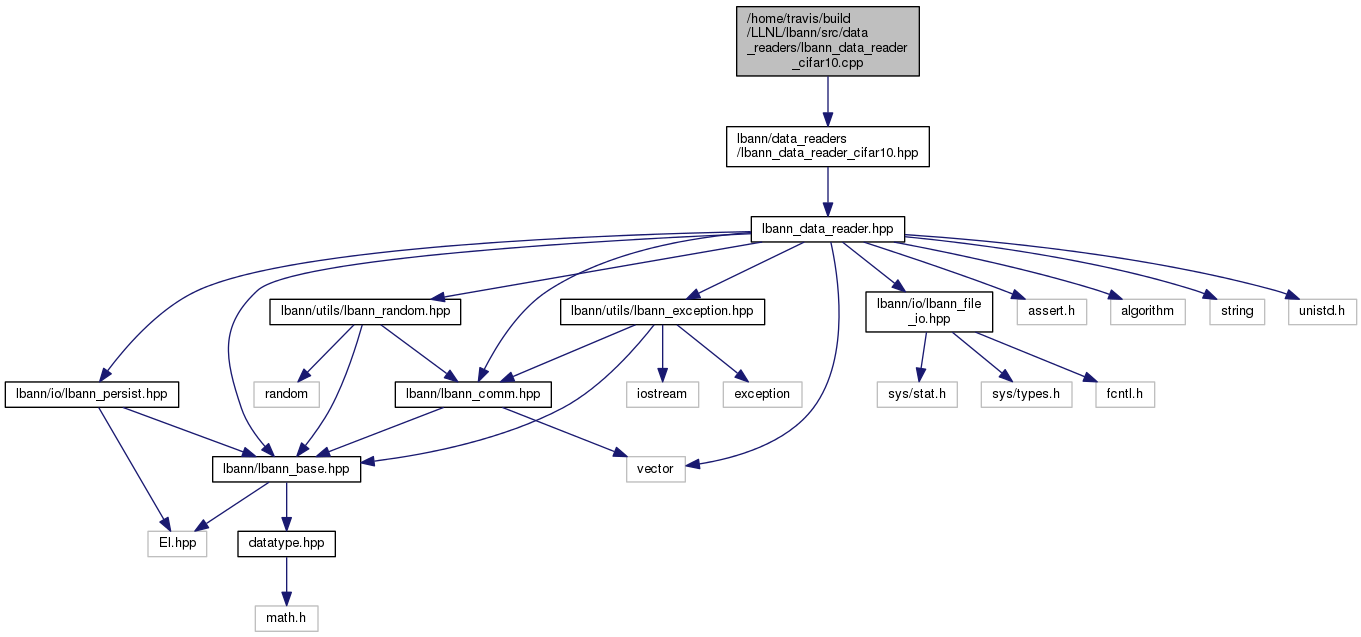 /home/travis/build
/LLNL/lbann/src/data
_readers/lbann_data_reader
_cifar10.cpp
lbann/data_readers
/lbann_data_reader_cifar10.hpp
lbann_data_reader.hpp
lbann/utils/lbann_random.hpp
lbann/utils/lbann_exception.hpp
lbann/io/lbann_file
_io.hpp
assert.h
algorithm
string
unistd.h
lbann/io/lbann_persist.hpp
random
lbann/lbann_comm.hpp
iostream
exception
sys/stat.h
sys/types.h
fcntl.h
lbann/lbann_base.hpp
vector
El.hpp
datatype.hpp
math.h